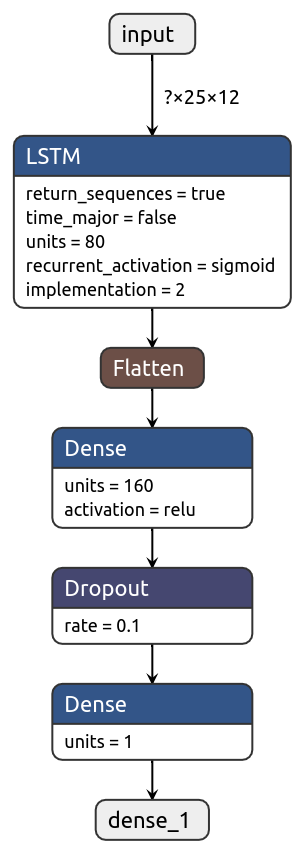 input
?×25×12
LSTM
return_sequences = true
time_major = false
units = 80
recurrent_activation = sigmoid
implementation = 2
Flatten
Dense
units = 160
activation = relu
Dropout
rate = 0.1
Dense
units = 1
dense_1